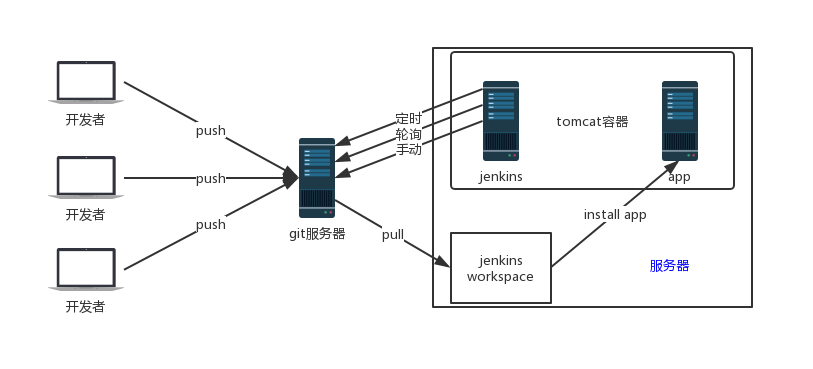 开发者
push
开发者
push
开发者
push
git服务器
定时
轮询
手动
pull
jenkins
tomcat容器
app
install app
jenkins
workspace
服务器